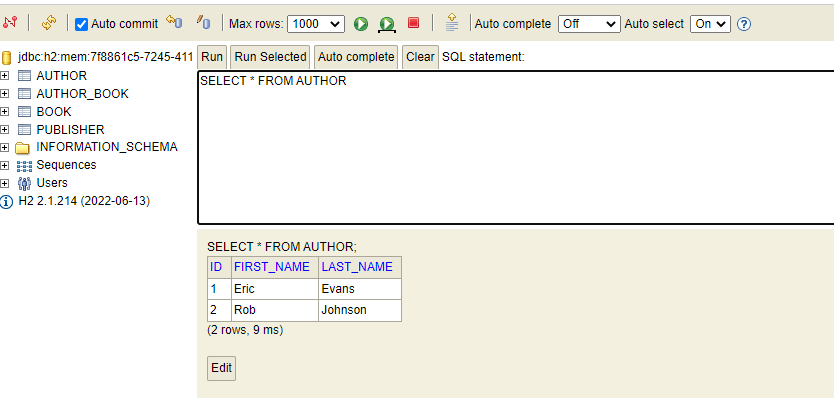 Auto commit Max rows: 1000 Auto complete Off Auto select On ?
jdbc:h2:mem:7f8861c5-7245-411
AUTHOR
AUTHOR_BOOK
BOOK
PUBLISHER
INFORMATION_SCHEMA
Sequences
Users
H2 2.1.214 (2022-06-13)
Run Run Selected Auto complete Clear SQL statement:
SELECT * FROM AUTHOR
SELECT * FROM AUTHOR;
ID FIRST_NAME LAST_NAME
1 Eric Evans
2 Rob Johnson
(2 rows, 9 ms)
Edit